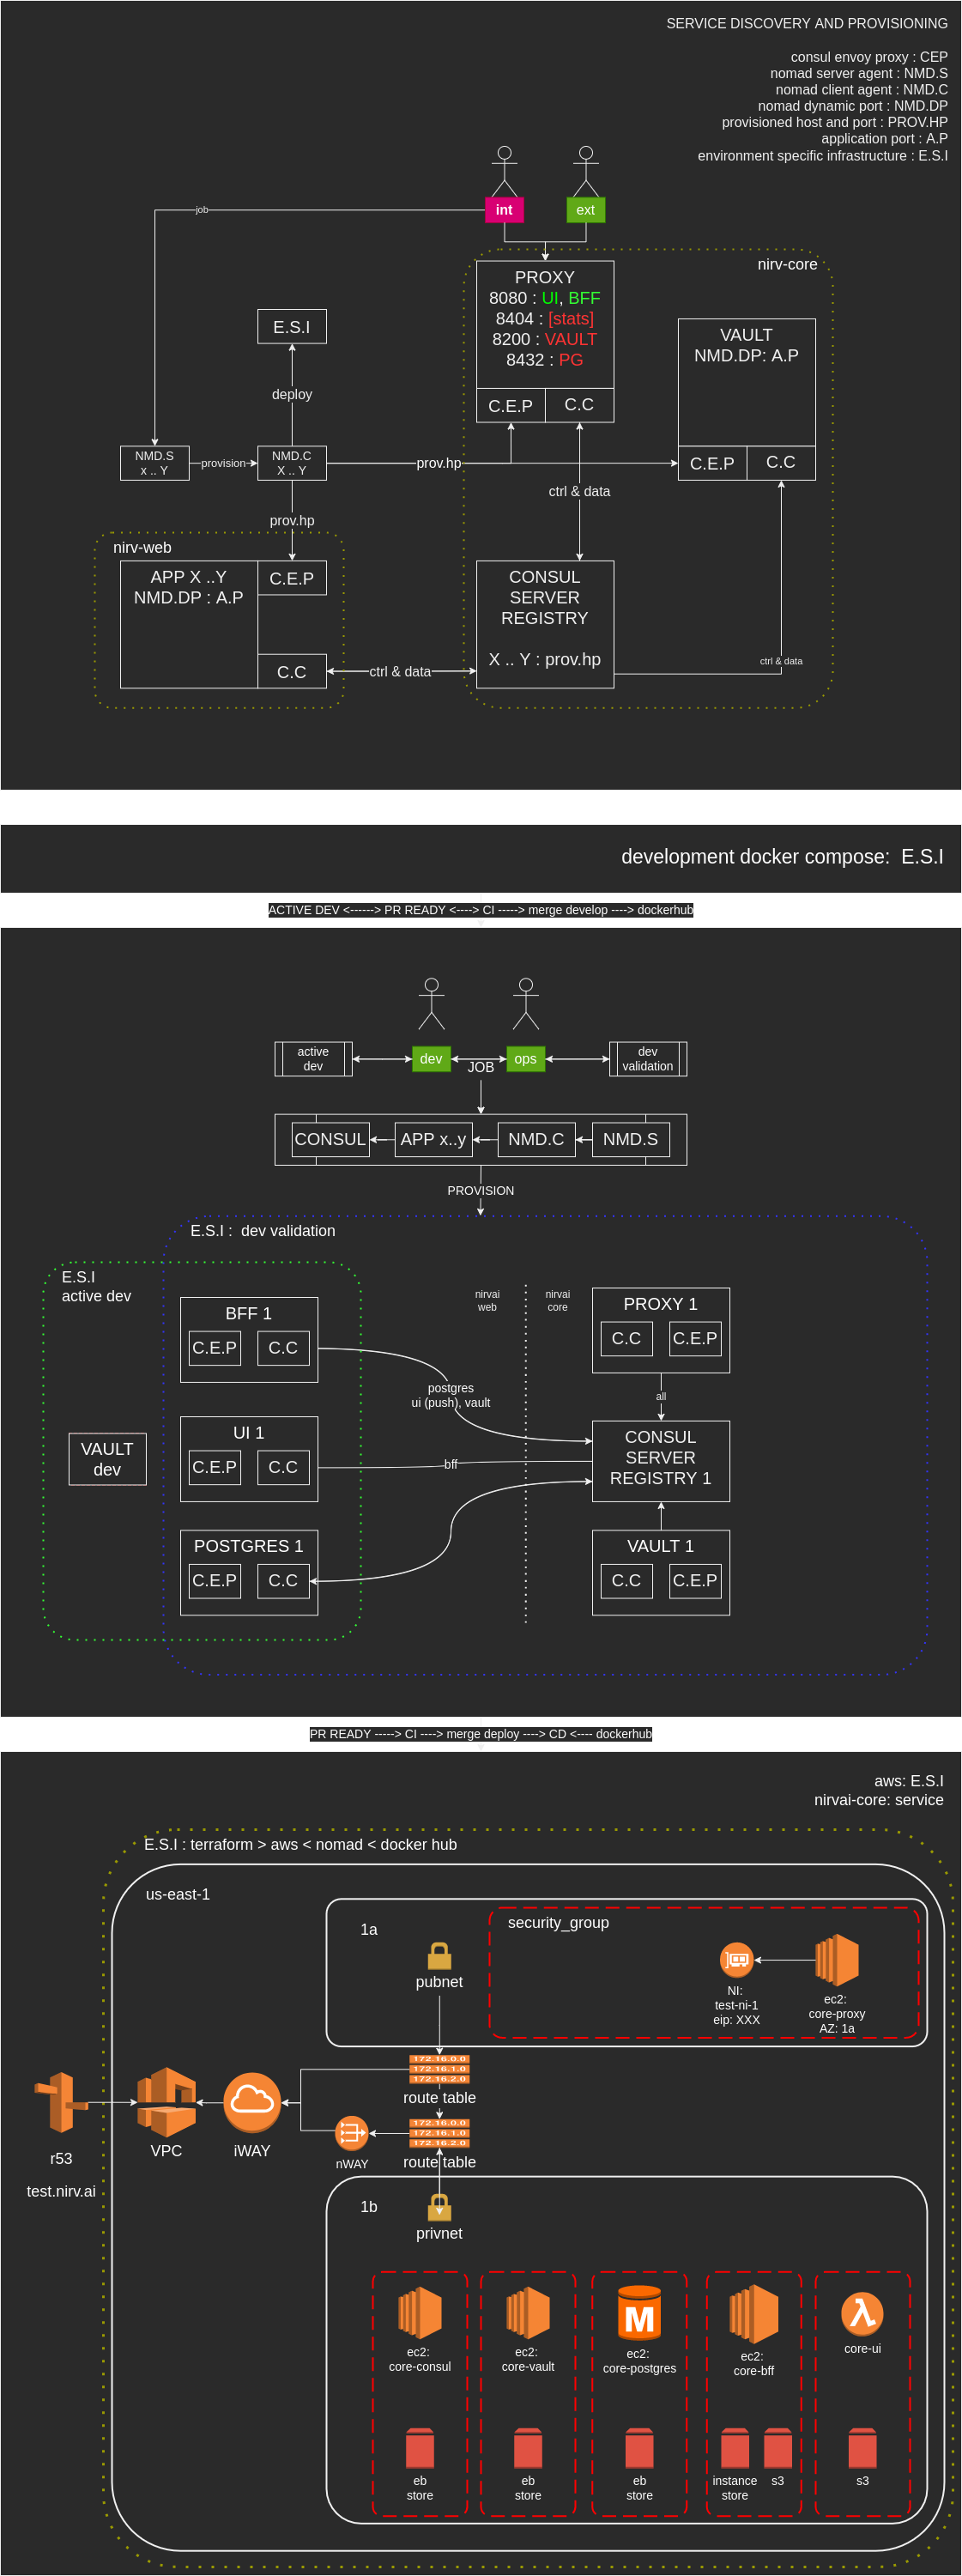 SERVICE DISCOVERY AND PROVISIONING
consul envoy proxy : CEP
nomad server agent : NMD.S
nomad client agent : NMD.C
nomad dynamic port : NMD.DP
provisioned host and port : PROV.HP
application port : A.P
environment specific infrastructure : E.S.I
job
int
ext
nirv-core
PROXY
8080 : UI, BFF
8404 : [stats]
8200 : VAULT
8432 : PG
C.E.P
C.C
VAULT
NMD.DP: A.P
C.E.P
C.C
E.S.I
deploy
NMD.S
x .. Y
provision
NMD.C
X .. Y
prov.hp
ctrl & data
prov.hp
nirv-web
APP X ..Y
NMD.DP : A.P
C.E.P
C.C
ctrl & data
CONSUL
SERVER
REGISTRY
X .. Y : prov.hp
ctrl & data
development docker compose:  E.S.I
ACTIVE DEV <------> PR READY <----> CI -----> merge develop ----> dockerhub
active
dev
dev
JOB
ops
dev
validation
CONSUL
APP x..y
NMD.C
NMD.S
PROVISION
E.S.I :  dev validation
E.S.I
active dev
BFF 1
C.E.P
C.C
nirvai
web
nirvai
core
PROXY 1
C.C
C.E.P
postgres
ui (push), vault
all
UI 1
C.E.P
C.C
bff
VAULT
dev
CONSUL
SERVER
REGISTRY 1
POSTGRES 1
C.E.P
C.C
VAULT 1
C.C
C.E.P
PR READY -----> CI ----> merge deploy ----> CD <---- dockerhub
aws: E.S.I
nirvai-core: service
E.S.I : terraform > aws < nomad < docker hub
us-east-1
1a
security_group
pubnet
NI:
test-ni-1
eip: XXX
ec2:
core-proxy
AZ: 1a
172.16.0.0
172.16.1.0
172.16.2.0
route table
172.16.0.0
172.16.1.0
172.16.2.0
route table
r53
test.nirv.ai
VPC
iWAY
nWAY
1b
privnet
ec2:
core-consul
ec2:
core-vault
M
ec2:
core-postgres
ec2:
core-bff
core-ui
eb
store
eb
store
eb
store
instance
store
s3
s3